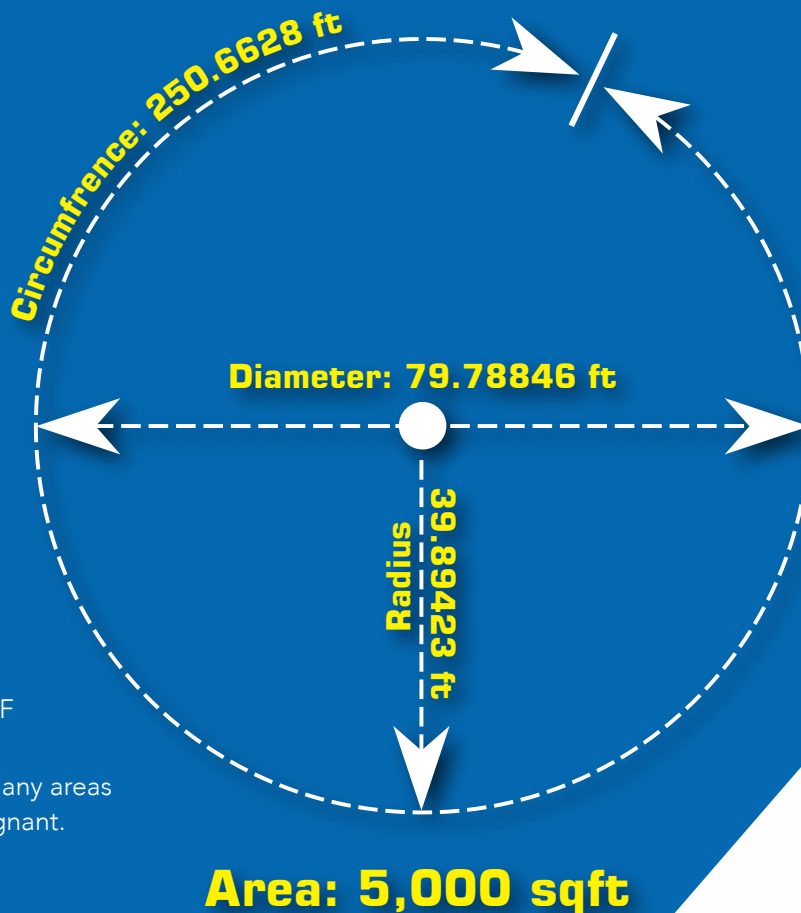 Circumfrence: 250.6628 ft
Diameter: 79.78846 ft
Radius
39.89423 ft
F
any areas
gnant.
Area: 5,000 sqft